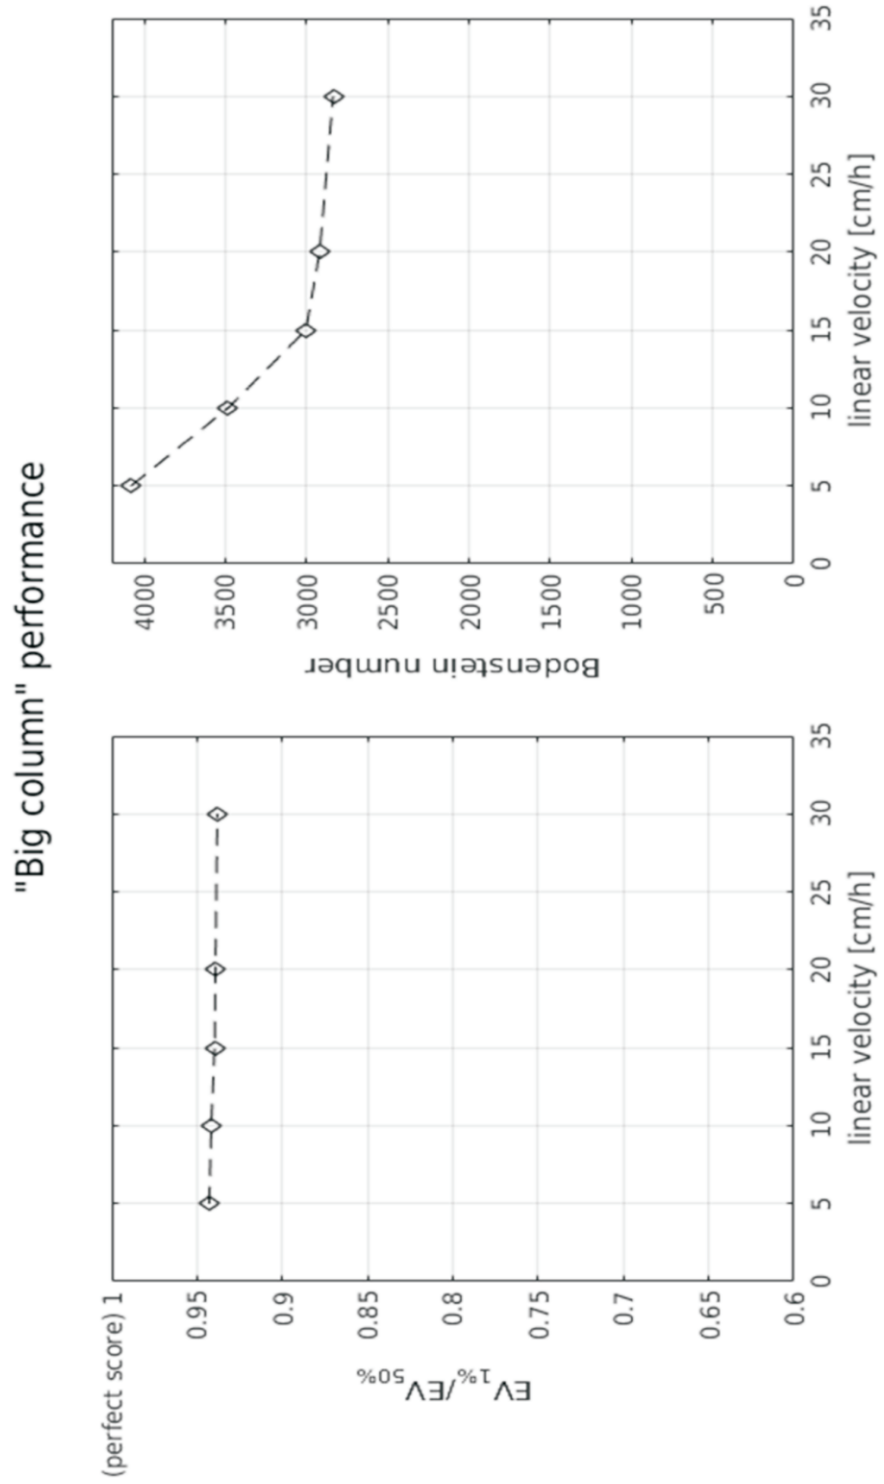 "Big column" performance
(perfect score) 1
0.95
0.9
0.85
0.8
0.75
0.7
0.65
0.6
EV1%/EV50%
0 5 10 15 20 25 30 35
linear velocity [cm/h]
4000
3500
3000
2500
2000
1500
1000
500
0
Bodenstein number
0 5 10 15 20 25 30 35
linear velocity [cm/h]